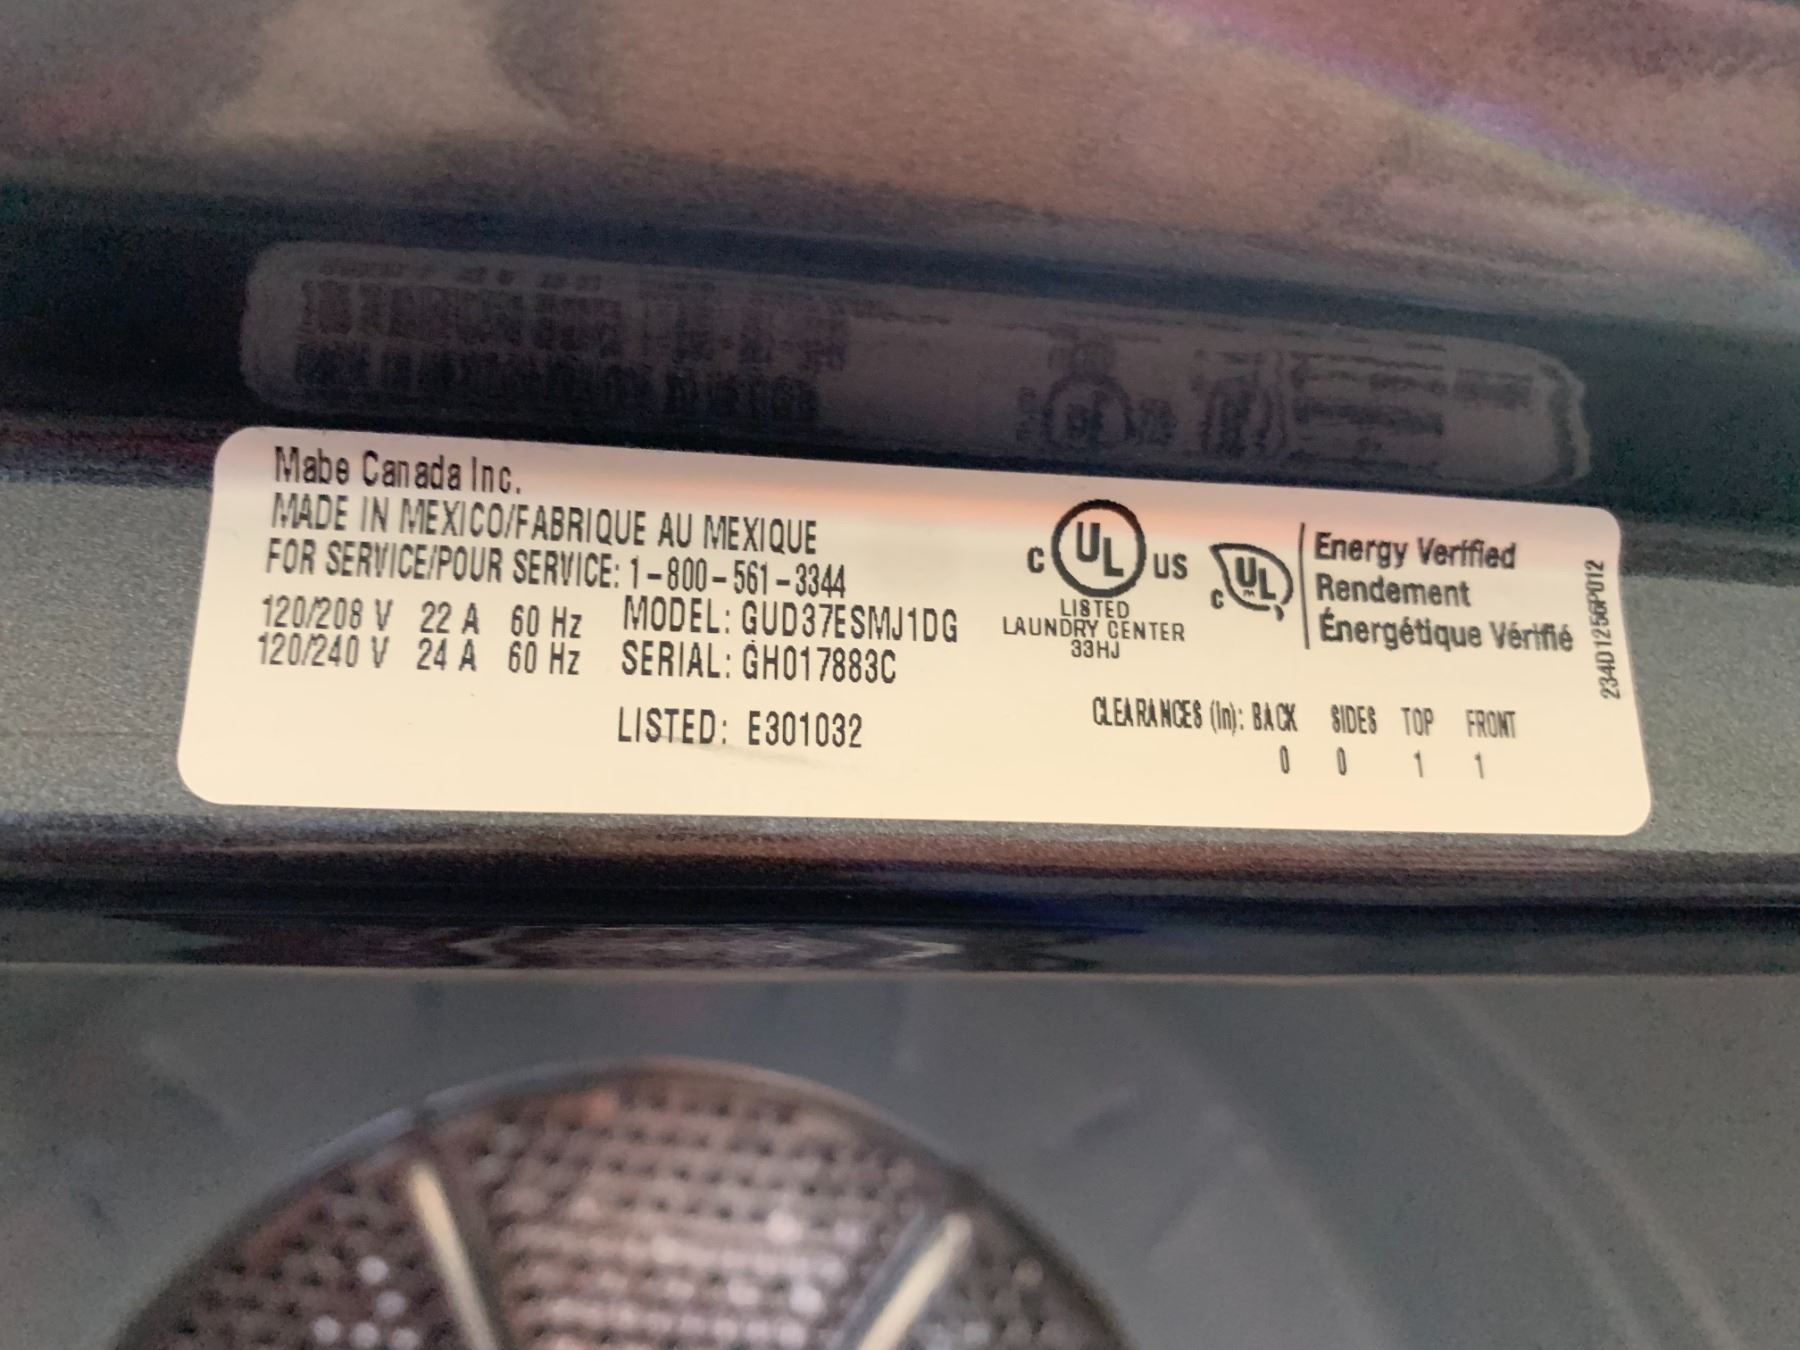 Mabe Canada Inc.
MADE IN MEXICO/FABRIQUE AU MEXIQUE
FOR SERVICE/POUR SERVICE: 1-800-561-3344
120/208 V 22 A 60 Hz MODEL: GUD37ESMJ1DG
120/240 V 24 A 60 Hz SERIAL: GH017883C
LISTED: E301032
C UL US
LISTED
LAUNDRY CENTER
33HJ
C UL
Energy Verified
Rendement
Énergétique Vérifié
CLEARANCES (In): BACK SIDES TOP FRONT
0 0 1 1
234D1256P012